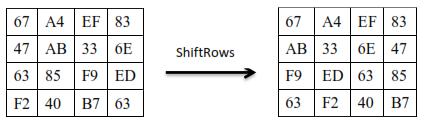 67 A4 EF 83
47 AB 33 6E
63 85 F9 ED
F2 40 B7 63
ShiftRows
67 A4 EF 83
AB 33 6E 47
F9 ED 63 85
63 F2 40 B7